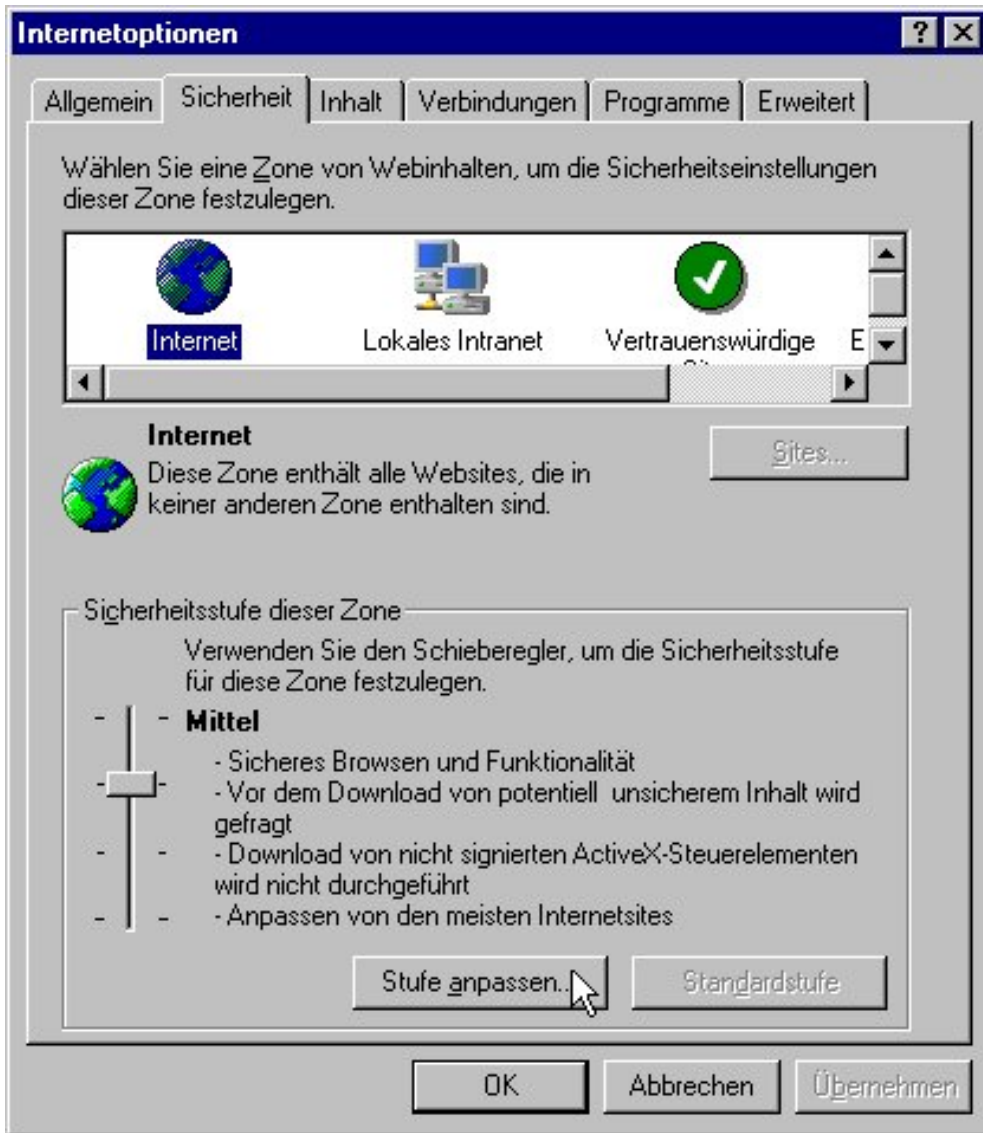 Internetoptionen
Allgemein Sicherheit Inhalt Verbindungen Programme Erweitert
Wählen Sie eine Zone von Webinhalten, um die Sicherheitseinstellungen
dieser Zone festzulegen.
Internet Lokales Intranet Vertrauenswürdige E
Internet
Sites...
Diese Zone enthält alle Websites, die in
keiner anderen Zone enthalten sind.
Sicherheitsstufe dieser Zone
Verwenden Sie den Schieberegler, um die Sicherheitsstufe
für diese Zone festzulegen.
Mittel
- Sicheres Browsen und Funktionalität
- Vor dem Download von potentiell unsicherem Inhalt wird
gefragt
- Download von nicht signierten ActiveX-Steuerelementen
wird nicht durchgeführt
- Anpassen von den meisten Internetsites
Stufe anpassen.. Standardstufe
OK Abbrechen Übernehmen